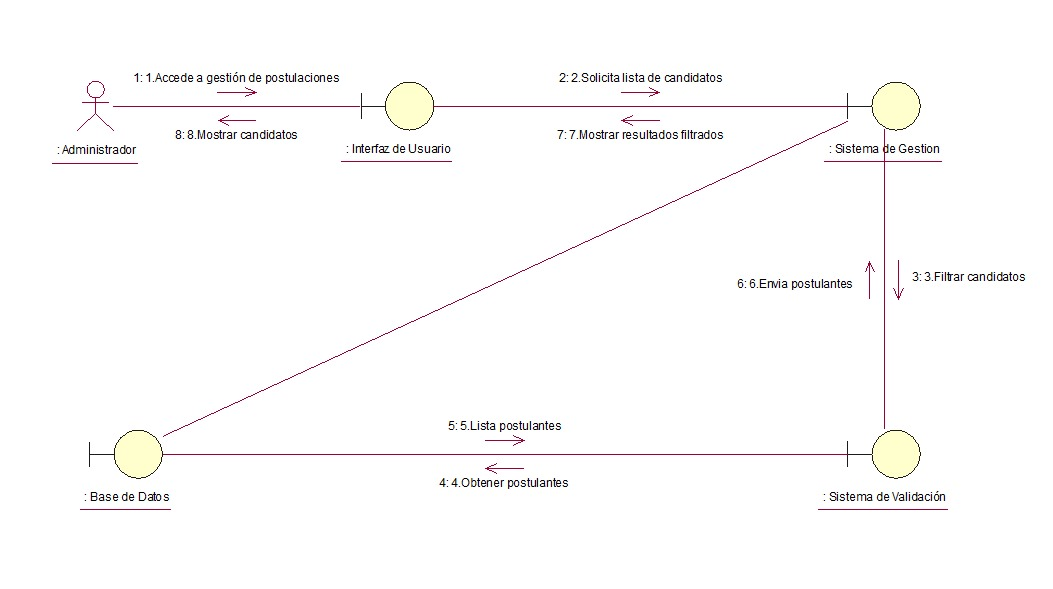 1: 1.Accede a gestión de postulaciones
2: 2.Solicita lista de candidatos
8: 8.Mostrar candidatos
7: 7.Mostrar resultados filtrados
: Administrador
: Interfaz de Usuario
: Sistema de Gestion
6: 6.Envia postulantes
3: 3.Filtrar candidatos
5: 5.Lista postulantes
4: 4.Obtener postulantes
: Base de Datos
: Sistema de Validación